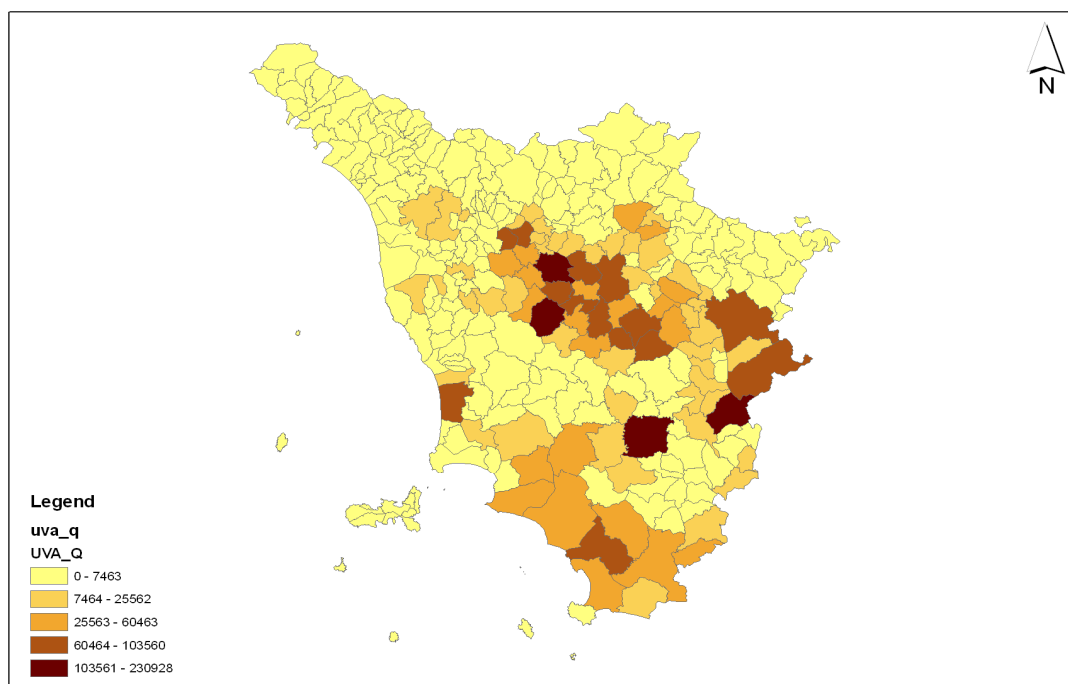 N
Legend
uva_q
UVA_Q
0 - 7463
7464 - 25562
25563 - 60463
60464 - 103560
103561 - 230928